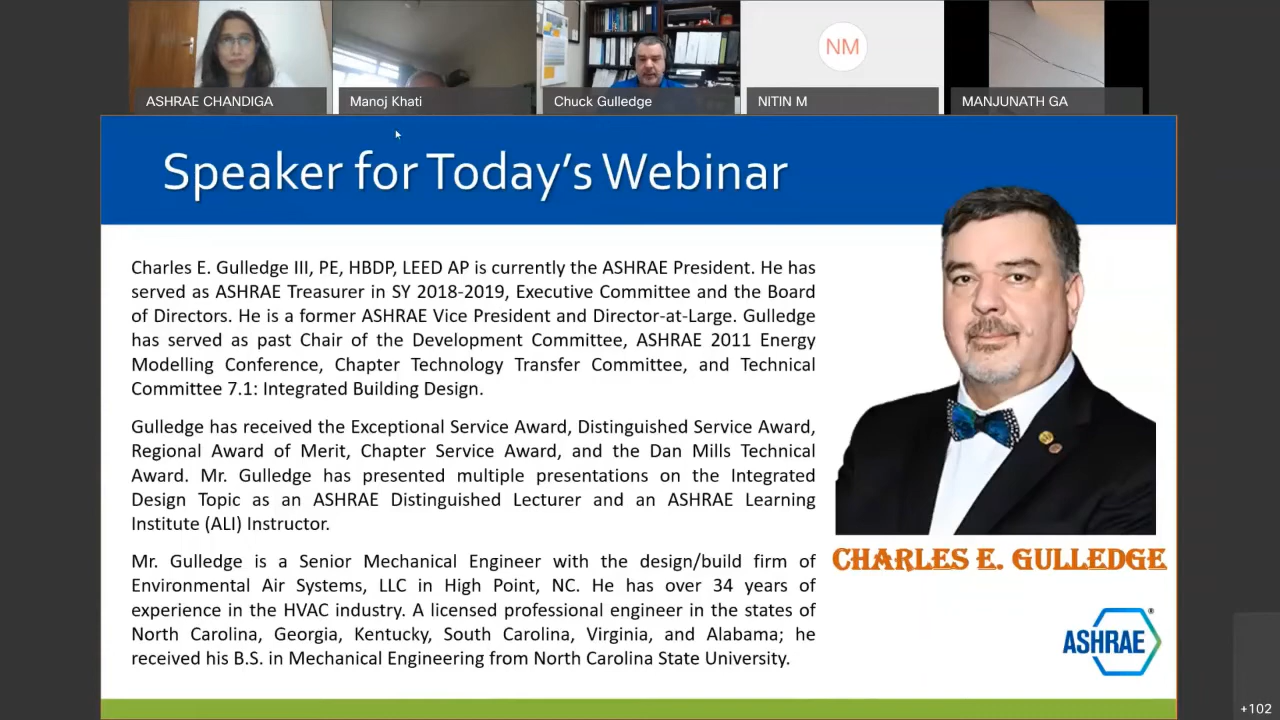 ASHRAE CHANDIGA
Manoj Khati
Chuck Gulledge
NM
NITIN M
MANJUNATH GA
Speaker for Today's Webinar
Charles E. Gulledge III, PE, HBDP, LEED AP is currently the ASHRAE President. He has
served as ASHRAE Treasurer in SY 2018-2019, Executive Committee and the Board
of Directors. He is a former ASHRAE Vice President and Director-at-Large. Gulledge
has served as past Chair of the Development Committee, ASHRAE 2011 Energy
Modelling Conference, Chapter Technology Transfer Committee, and Technical
Committee 7.1: Integrated Building Design.
Gulledge has received the Exceptional Service Award, Distinguished Service Award,
Regional Award of Merit, Chapter Service Award, and the Dan Mills Technical
Award. Mr. Gulledge has presented multiple presentations on the Integrated
Design Topic as an ASHRAE Distinguished Lecturer and an ASHRAE Learning
Institute (ALI) Instructor.
Mr. Gulledge is a Senior Mechanical Engineer with the design/build firm of
Environmental Air Systems, LLC in High Point, NC. He has over 34 years of
experience in the HVAC industry. A licensed professional engineer in the states of
North Carolina, Georgia, Kentucky, South Carolina, Virginia, and Alabama; he
received his B.S. in Mechanical Engineering from North Carolina State University.
CHARLES E. GULLEDGE
ASHRAE®
+102